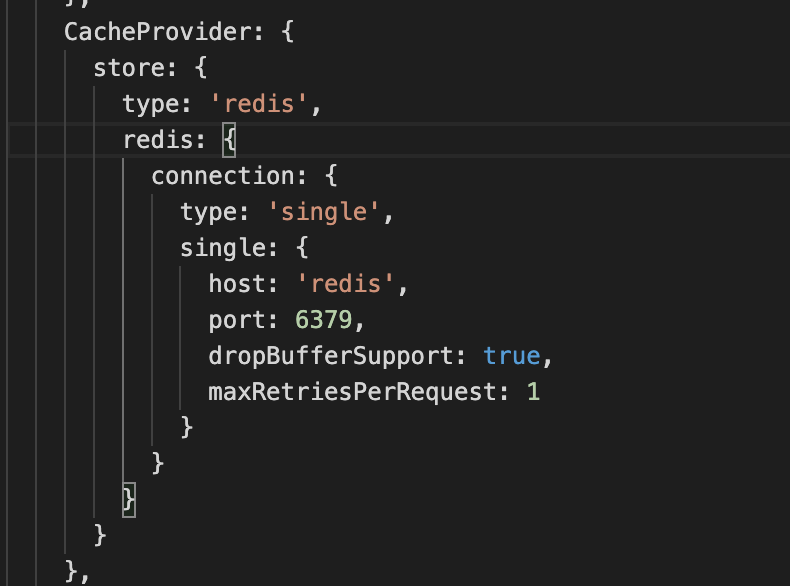 },
CacheProvider: {
store: {
type: 'redis',
redis: {
connection: {
type: 'single',
single: {
host: 'redis',
port: 6379,
dropBufferSupport: true,
maxRetriesPerRequest: 1
}
}
}
}
},